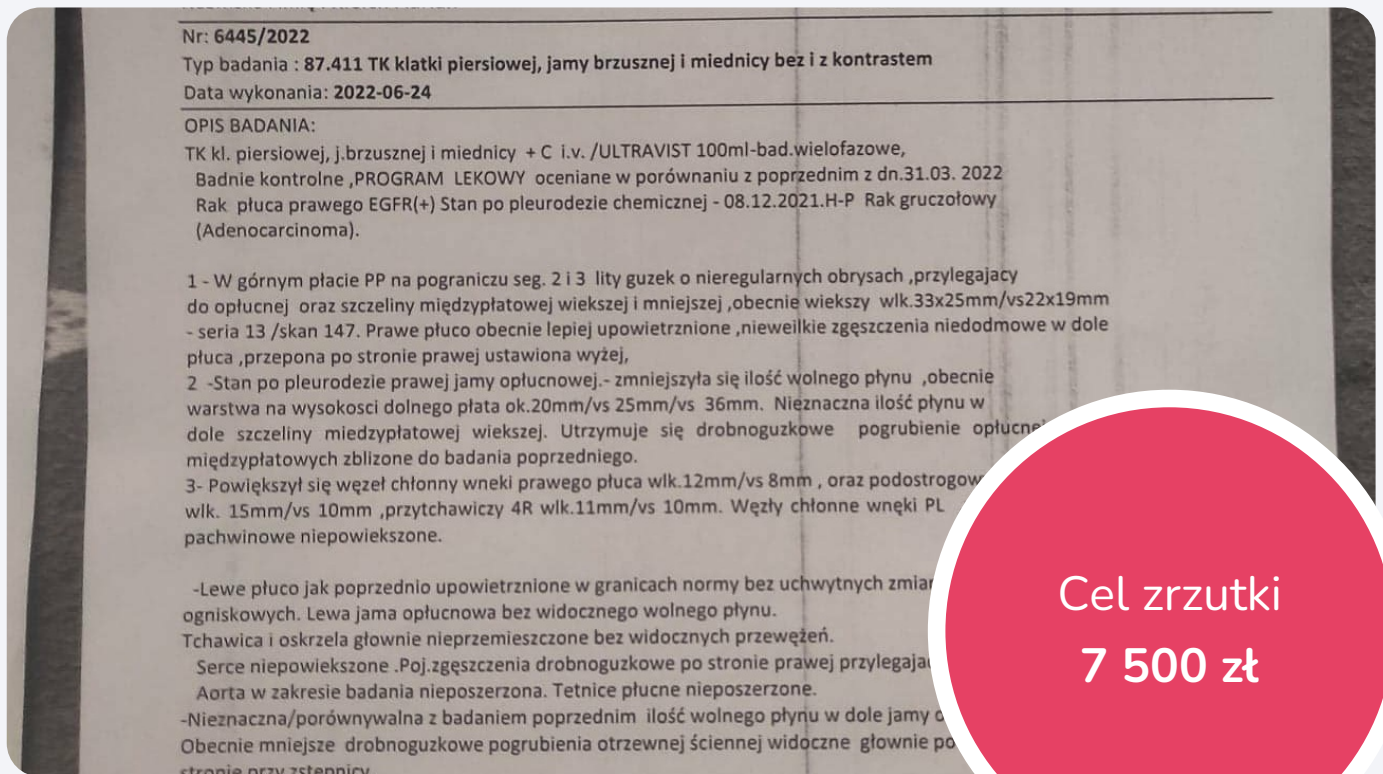 Nr: 6445/2022
Typ badania : 87.411 TK klatki piersiowej, jamy brzusznej i miednicy bez i z kontrastem
Data wykonania: 2022-06-24
OPIS BADANIA:
TK kl. piersiowej, j.brzusznej i miednicy + C i.v. /ULTRAVIST 100ml-bad.wielofazowe,
Badnie kontrolne ,PROGRAM LEKOWY oceniane w porównaniu z poprzednim z dn.31.03. 2022
Rak płuca prawego EGFR(+) Stan po pleurodezie chemicznej - 08.12.2021.H-P Rak gruczołowy
(Adenocarcinoma).
1 - W górnym płacie PP na pograniczu seg. 2 i 3 lity guzek o nieregularnych obrysach ,przylegajacy
do opłucnej oraz szczeliny międzypłatowej wiekszej i mniejszej ,obecnie wiekszy wlk.33x25mm/vs22x19mm
- seria 13 /skan 147. Prawe płuco obecnie lepiej upowietrznione ,nieweilkie zgęszczenia niedodmowe w dole
płuca ,przepona po stronie prawej ustawiona wyżej,
2 -Stan po pleurodezie prawej jamy opłucnowej.- zmniejszyła się ilość wolnego płynu ,obecnie
warstwa na wysokosci dolnego płata ok.20mm/vs 25mm/vs 36mm. Nieznaczna ilość płynu w
dole szczeliny miedzypłatowej wiekszej. Utrzymuje się drobnoguzkowe pogrubienie opłucnej
międzypłatowych zblizone do badania poprzedniego.
3- Powiększył się węzeł chłonny wneki prawego płuca wlk.12mm/vs 8mm , oraz podostrogow
wlk. 15mm/vs 10mm ,przytchawiczy 4R wlk.11mm/vs 10mm. Węzły chłonne wnęki PL
pachwinowe niepowiekszone.
-Lewe płuco jak poprzednio upowietrznione w granicach normy bez uchwytnych zmian
ogniskowych. Lewa jama opłucnowa bez widocznego wolnego płynu.
Tchawica i oskrzela głownie nieprzemieszczone bez widocznych przewężeń.
Serce niepowiekszone .Poj.zgęszczenia drobnoguzkowe po stronie prawej przylegają
Aorta w zakresie badania nieposzerzona. Tetnice płucne nieposzerzone.
-Nieznaczna/porównywalna z badaniem poprzednim ilość wolnego płynu w dole jamy
Obecnie mniejsze drobnoguzkowe pogrubienia otrzewnej ściennej widoczne głownie po
stronie przy zstepnicy
Cel zrzutki
7 500 zł